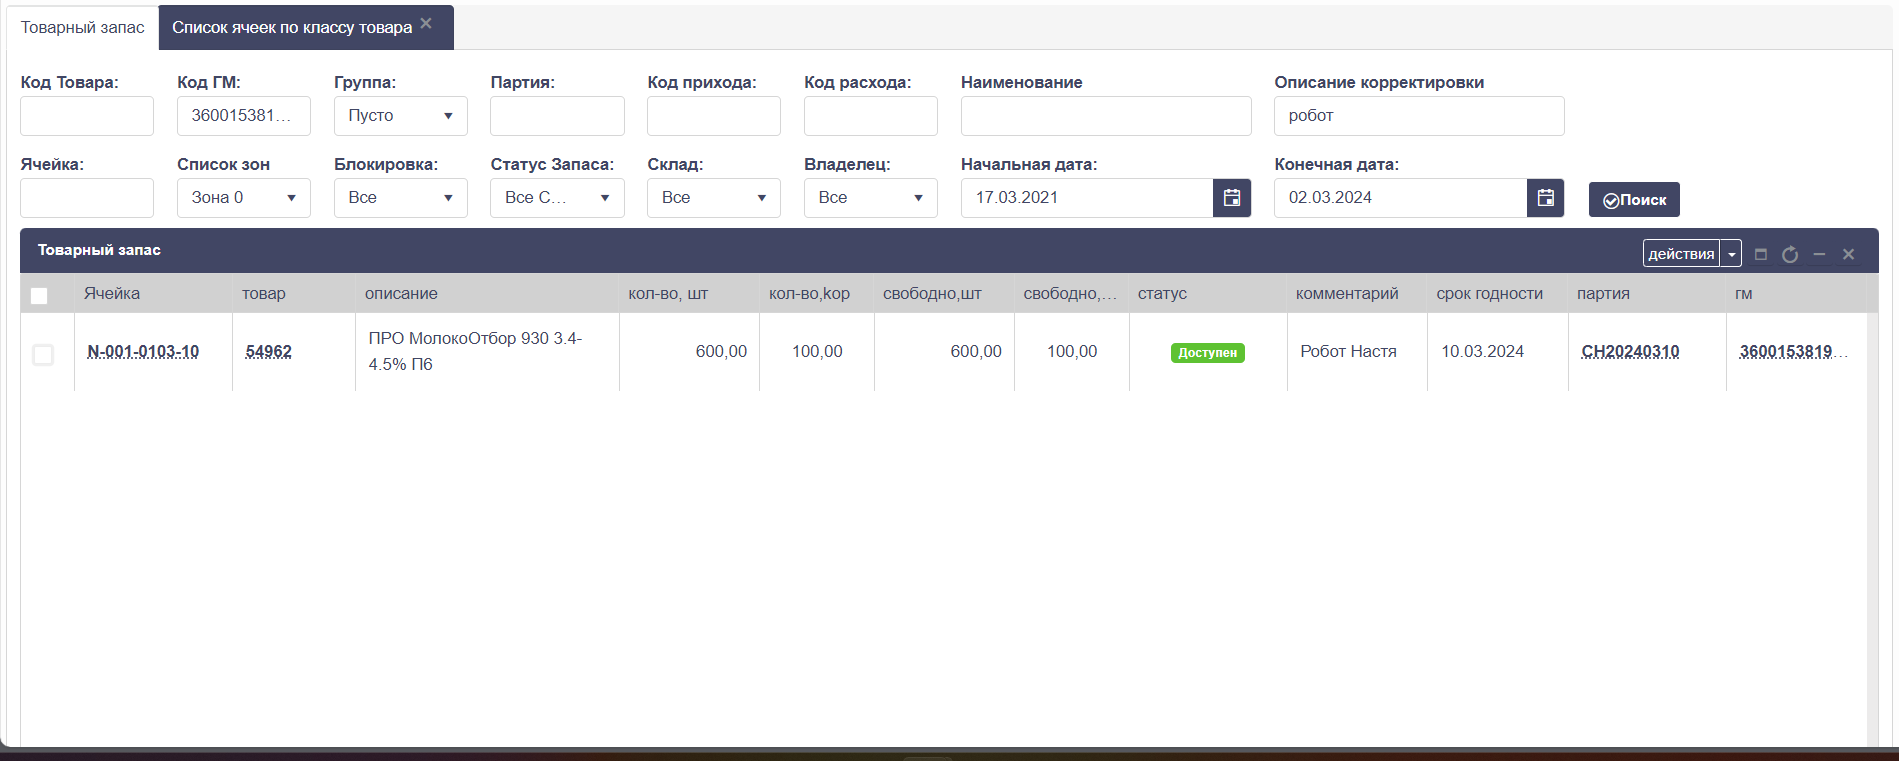 Товарный запас
Список ячеек по классу товара
Код Товара: Код ГМ: Группа: Партия: Код прихода: Код расхода: Наименование Описание корректировки
360015381... Пусто робот
Ячейка: Список зон Блокировка: Статус Запаса: Склад: Владелец: Начальная дата: Конечная дата:
Зона 0 Все Все С... Все Все 17.03.2021 02.03.2024 Поиск
Товарный запас действия
Ячейка товар описание кол-во, шт кол-во,kор свободно,шт свободно,... статус комментарий срок годности партия гм
N-001-0103-10 54962 ПРО МолокоОтбор 930 3.4-
4.5% П6 600,00 100,00 600,00 100,00 Доступен Робот Настя 10.03.2024 CH20240310 3600153819...